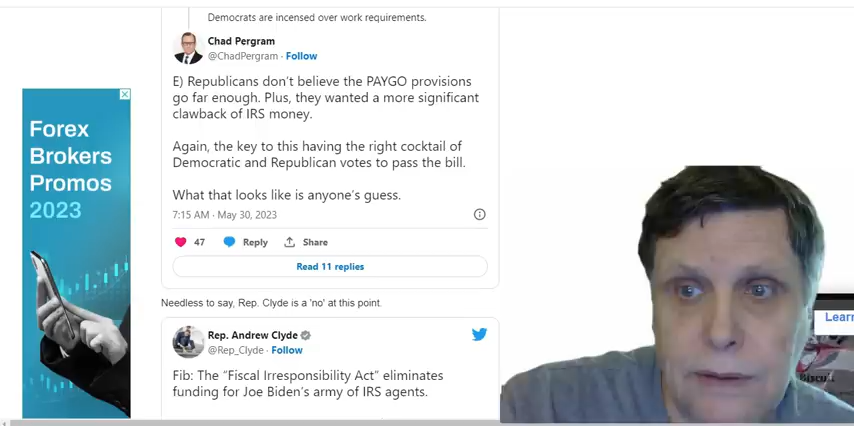 Democrats are incensed over work requirements.
Chad Pergram
@ChadPergram · Follow
E) Republicans don't believe the PAYGO provisions
go far enough. Plus, they wanted a more significant
clawback of IRS money.
Again, the key to this having the right cocktail of
Democratic and Republican votes to pass the bill.
What that looks like is anyone's guess.
7:15 AM · May 30, 2023
47 Reply Share
Read 11 replies
Needless to say, Rep. Clyde is a 'no' at this point.
Rep. Andrew Clyde
@Rep_Clyde · Follow
Fib: The "Fiscal Irresponsibility Act" eliminates
funding for Joe Biden's army of IRS agents.
Forex
Brokers
Promos
2023
Learn
Biscuit